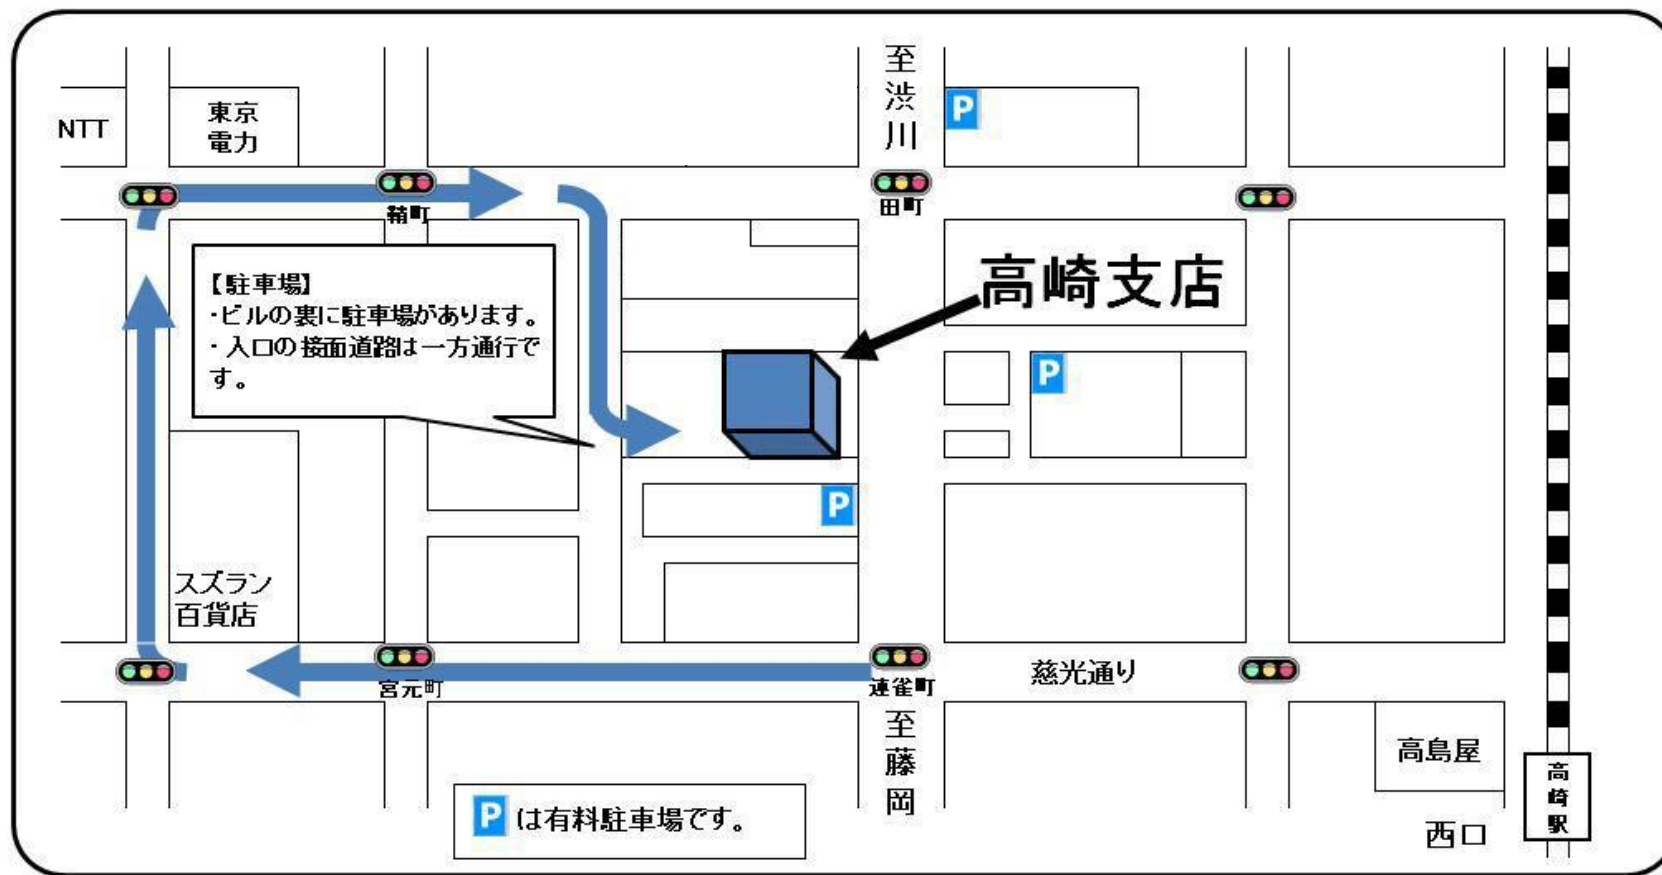 至
渋
川
P
NTT
東京
電力
鞘町
田町
【駐車場】
・ビルの裏に駐車場があります。
・入口の接面道路は一方通行で
す。
高崎支店
P
P
スズラン
百貨店
宮元町
連雀町
慈光通り
至
藤
岡
高島屋
高
崎
駅
西口
Pは有料駐車場です。